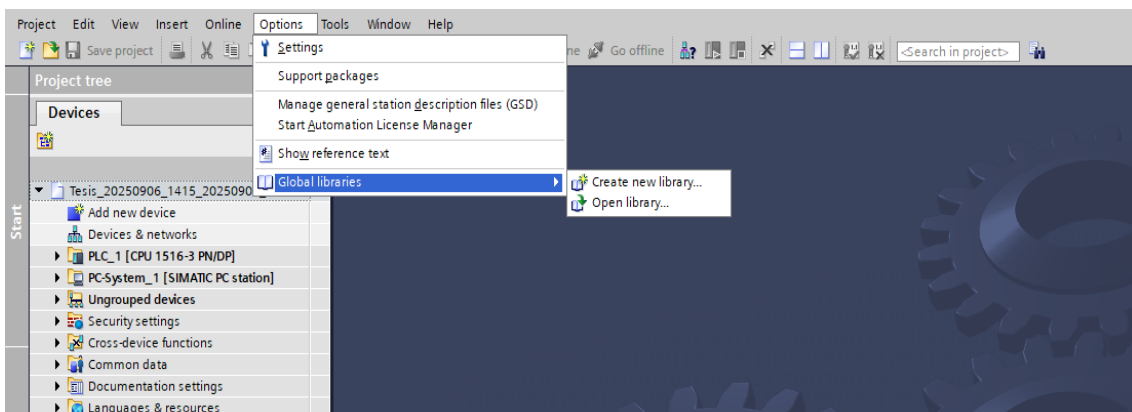 Project Edit View Insert Online Options Tools Window Help
Save project ne Go offline <Search in project>
Settings
Support packages
Manage general station description files (GSD)
Start Automation License Manager
Show reference text
Global libraries
Create new library...
Open library...
Project tree
Devices
Start
Tesis_20250906_1415_2025090
Add new device
Devices & networks
PLC_1 [CPU 1516-3 PN/DP]
PC-System_1 [SIMATIC PC station]
Ungrouped devices
Security settings
Cross-device functions
Common data
Documentation settings
Languages & resources